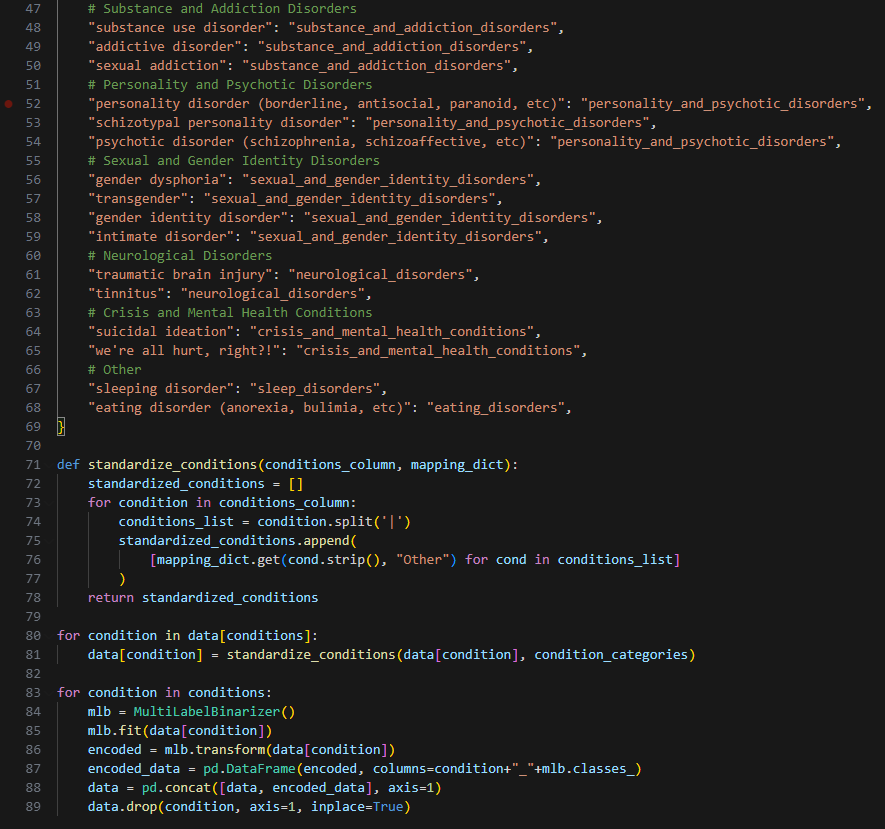 47 # Substance and Addiction Disorders
48 "substance use disorder": "substance_and_addiction_disorders",
49 "addictive disorder": "substance_and_addiction_disorders",
50 "sexual addiction": "substance_and_addiction_disorders",
51 # Personality and Psychotic Disorders
52 "personality disorder (borderline, antisocial, paranoid, etc)": "personality_and_psychotic_disorders",
53 "schizotypal personality disorder": "personality_and_psychotic_disorders",
54 "psychotic disorder (schizophrenia, schizoaffective, etc)": "personality_and_psychotic_disorders",
55 # Sexual and Gender Identity Disorders
56 "gender dysphoria": "sexual_and_gender_identity_disorders",
57 "transgender": "sexual_and_gender_identity_disorders",
58 "gender identity disorder": "sexual_and_gender_identity_disorders",
59 "intimate disorder": "sexual_and_gender_identity_disorders",
60 # Neurological Disorders
61 "traumatic brain injury": "neurological_disorders",
62 "tinnitus": "neurological_disorders",
63 # Crisis and Mental Health Conditions
64 "suicidal ideation": "crisis_and_mental_health_conditions",
65 "we're all hurt, right?!": "crisis_and_mental_health_conditions",
66 # Other
67 "sleeping disorder": "sleep_disorders",
68 "eating disorder (anorexia, bulimia, etc)": "eating_disorders",
69 }
70
71 def standardize_conditions(conditions_column, mapping_dict):
72 standardized_conditions = []
73 for condition in conditions_column:
74 conditions_list = condition.split('|')
75 standardized_conditions.append(
76 [mapping_dict.get(cond.strip(), "Other") for cond in conditions_list]
77 )
78 return standardized_conditions
79
80 for condition in data[conditions]:
81 data[condition] = standardize_conditions(data[condition], condition_categories)
82
83 for condition in conditions:
84 mlb = MultiLabelBinarizer()
85 mlb.fit(data[condition])
86 encoded = mlb.transform(data[condition])
87 encoded_data = pd.DataFrame(encoded, columns=condition+"_"+mlb.classes_)
88 data = pd.concat([data, encoded_data], axis=1)
89 data.drop(condition, axis=1, inplace=True)